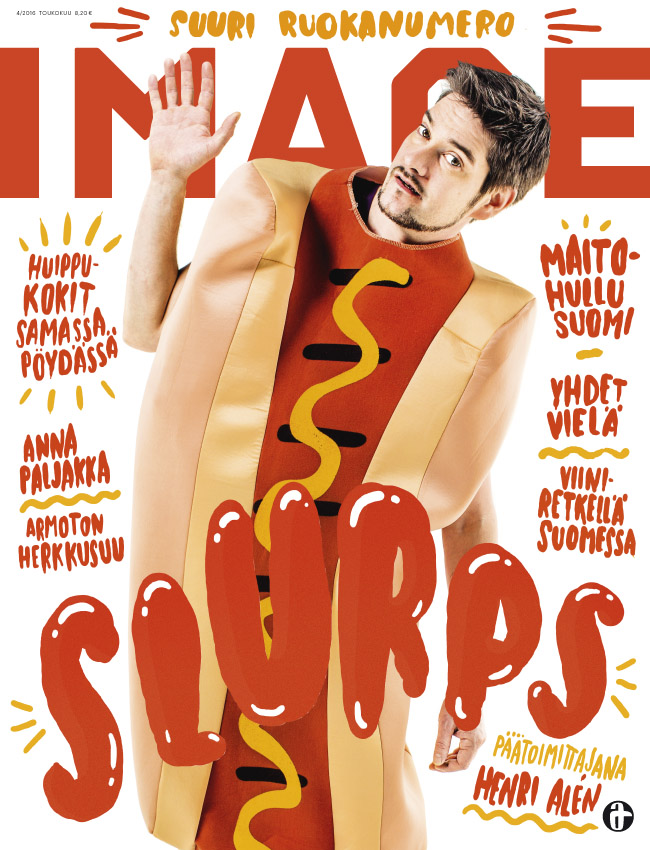 4/2016 TOUKOKUU 8,20 €
SUURI RUOKANUMERO
IMAGE
HUIPPU-
KOKIT
SAMASSA
PÖYDÄSSÄ
ANNA
PALJAKKA
ARMOTON
HERKKUSUU
MAITO-
HULLU
SUOMI
YHDET
VIELÄ
VIINI-
RETKELLÄ
SUOMESSA
SLURPS
PÄÄTOIMITTAJANA
HENRI ALÉN